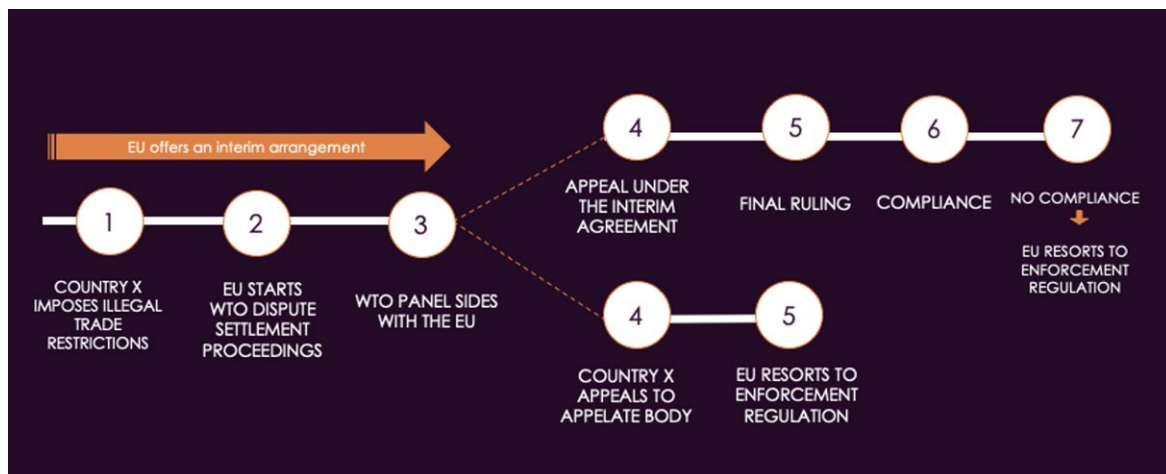 EU offers an interim arrangement
1
COUNTRY X
IMPOSES ILLEGAL
TRADE
RESTRICTIONS
2
EU STARTS
WTO DISPUTE
SETTLEMENT
PROCEEDINGS
3
WTO PANEL SIDES
WITH THE EU
4
APPEAL UNDER
THE INTERIM
AGREEMENT
5
FINAL RULING
6
COMPLIANCE
7
NO COMPLIANCE
EU RESORTS TO
ENFORCEMENT
REGULATION
4
COUNTRY X
APPEALS TO
APPELATE BODY
5
EU RESORTS TO
ENFORCEMENT
REGULATION